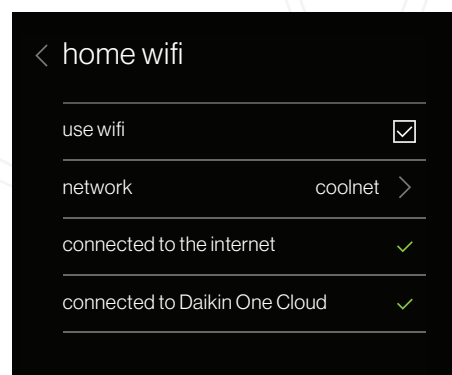 home wifi
use wifi
network coolnet
connected to the internet
connected to Daikin One Cloud